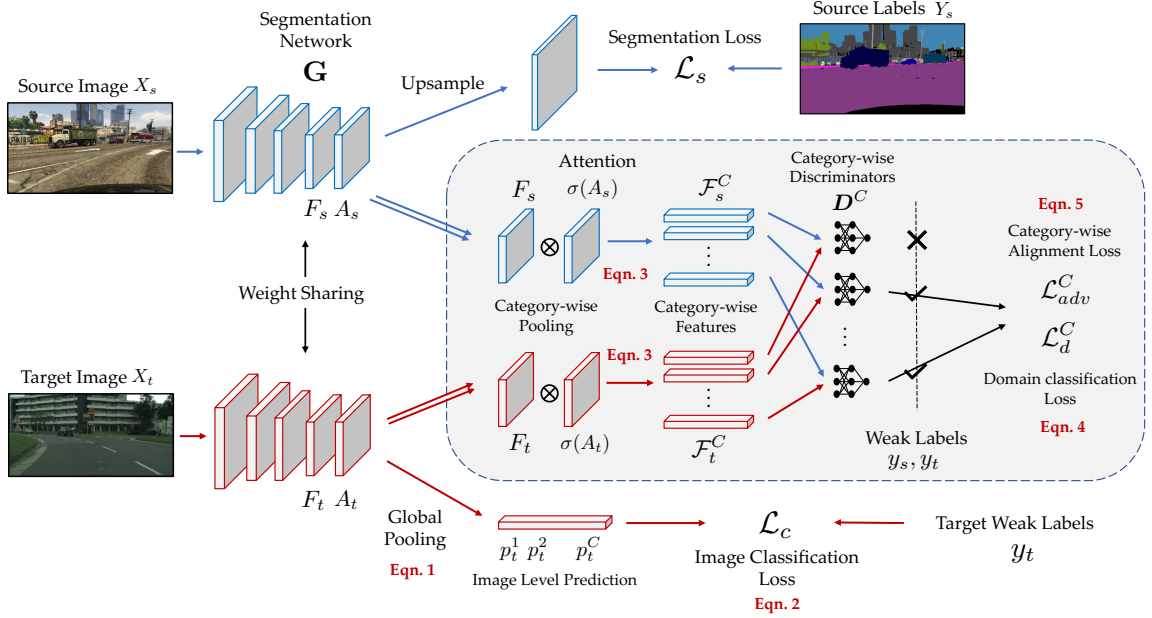 Segmentation
Network
G
Source Image X_s
Upsample
Segmentation Loss
L_s
Source Labels Y_s
F_s A_s
Weight Sharing
Target Image X_t
F_t A_t
Attention
F_s σ(A_s)
F_s^C
Category-wise
Discriminators
D^C
Eqn. 5
Category-wise
Alignment Loss
L_adv^C
L_d^C
Domain classification
Loss
Eqn. 4
Eqn. 3
Category-wise
Pooling
Category-wise
Features
Eqn. 3
F_t σ(A_t)
F_t^C
Weak Labels
y_s, y_t
Global
Pooling
Eqn. 1
p_t^1 p_t^2 p_t^C
Image Level Prediction
L_c
Image Classification
Loss
Eqn. 2
Target Weak Labels
y_t